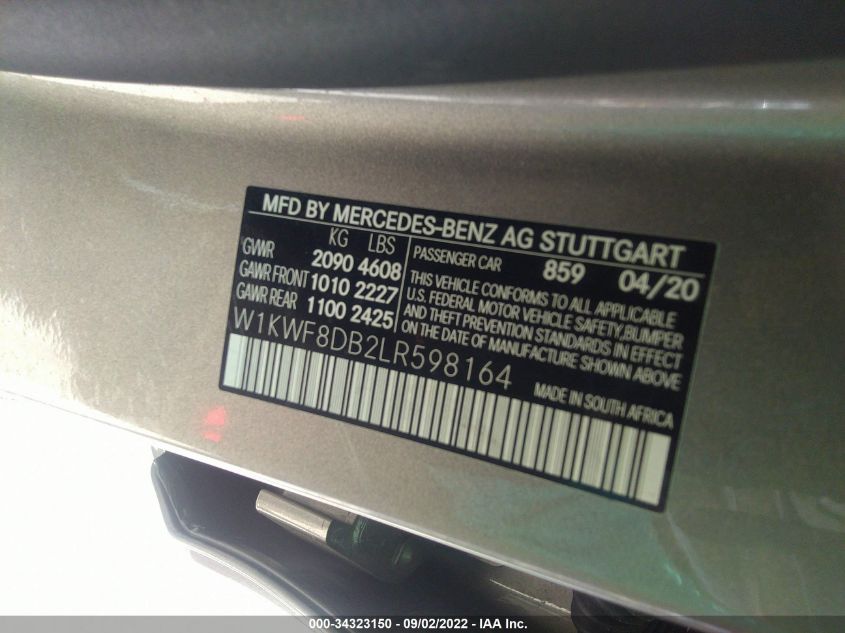 MFD BY MERCEDES-BENZ AG STUTTGART
KG LBS
GVWR 2090 4608
GAWR FRONT 1010 2227
GAWR REAR 1100 2425
PASSENGER CAR 859 04/20
THIS VEHICLE CONFORMS TO ALL APPLICABLE
U.S. FEDERAL MOTOR VEHICLE SAFETY, BUMPER
AND THEFT PREVENTION STANDARDS IN EFFECT
ON THE DATE OF MANUFACTURE SHOWN ABOVE
W1KWF8DB2LR598164
MADE IN SOUTH AFRICA
000-34323150 - 09/02/2022 - IAA Inc.